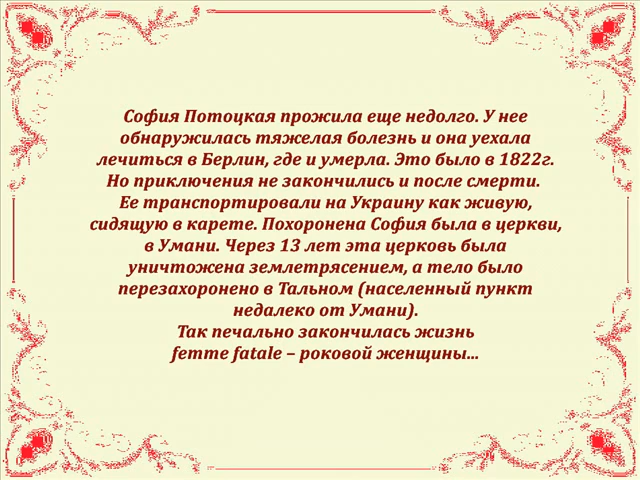 София Потоцкая прожила еще недолго. У нее
обнаружилась тяжелая болезнь и она уехала
лечиться в Берлин, где и умерла. Это было в 1822г.
Но приключения не закончились и после смерти.
Ее транспортировали на Украину как живую,
сидящую в карете. Похоронена София была в церкви,
в Умани. Через 13 лет эта церковь была
уничтожена землетрясением, а тело было
перезахоронено в Тальном (населенный пункт
недалеко от Умани).
Так печально закончилась жизнь
femme fatale – роковой женщины...